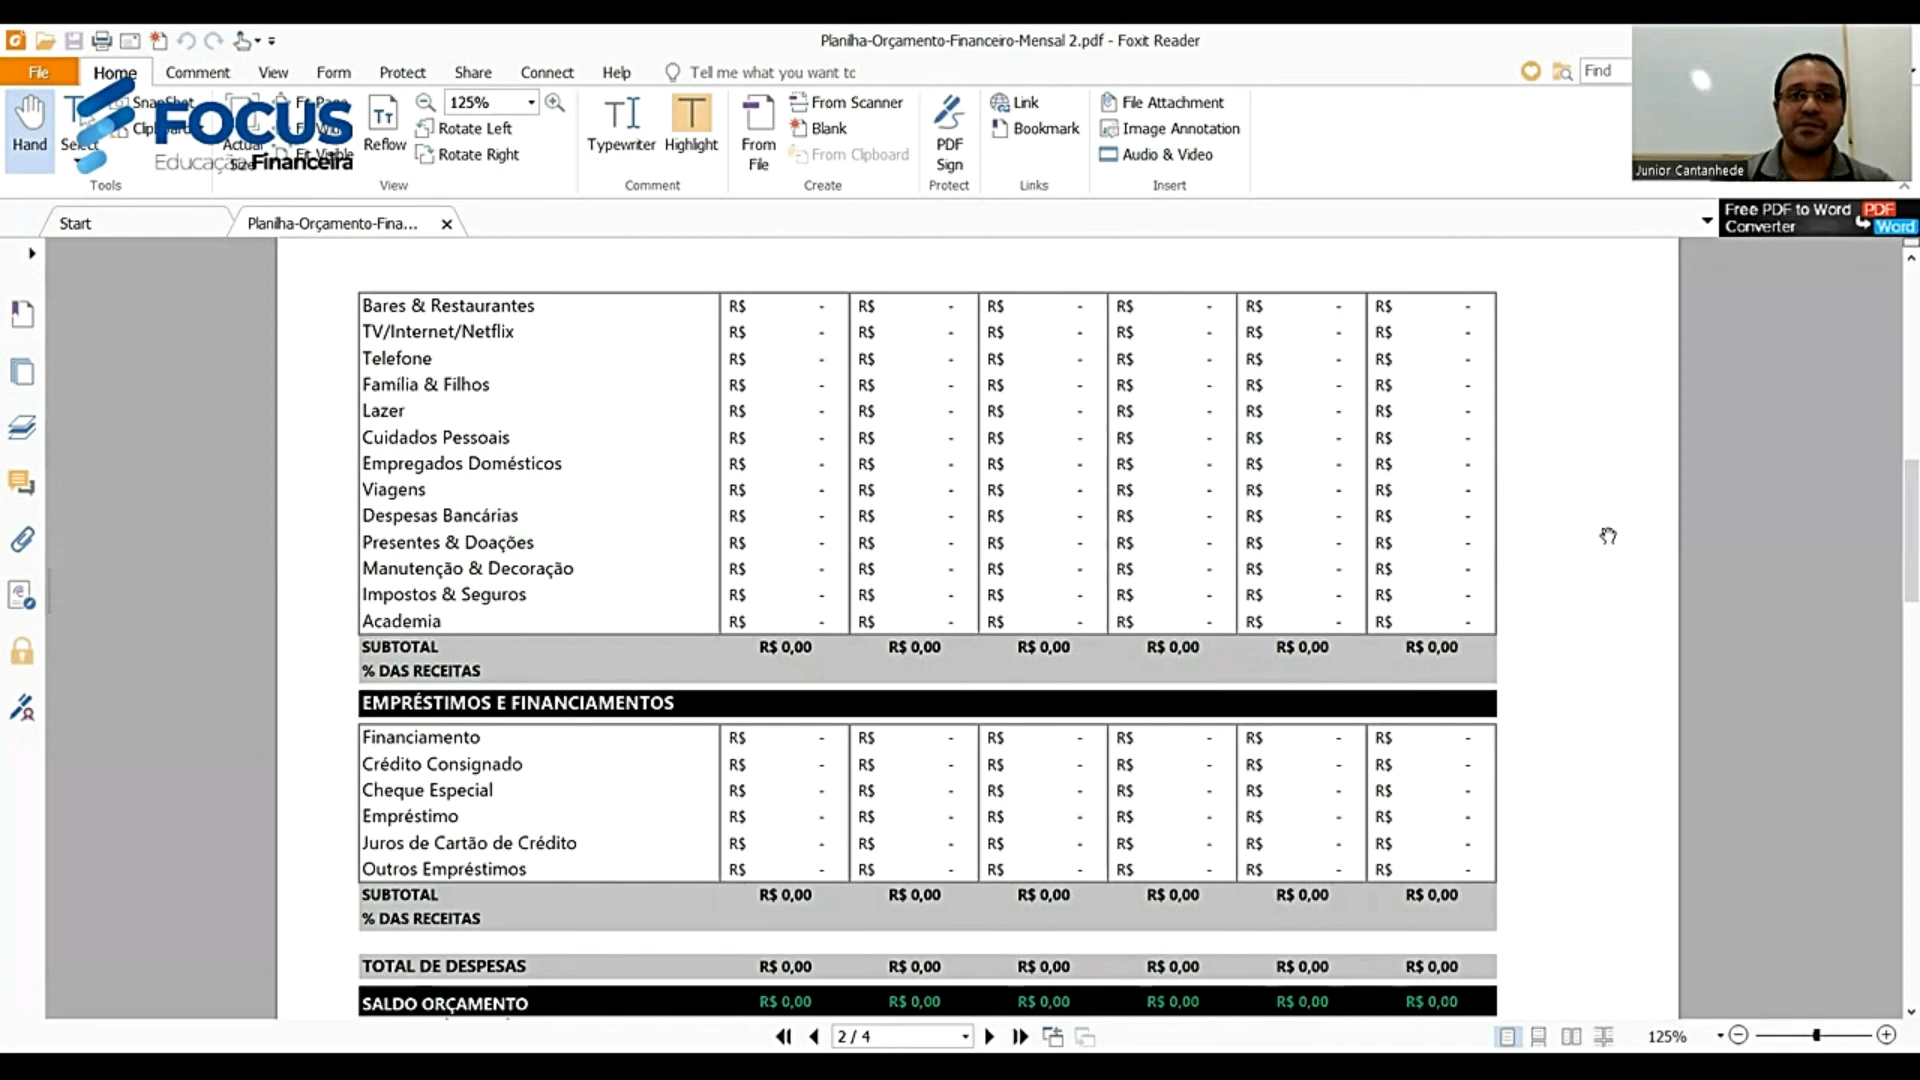 Planilha-Orçamento-Financeiro-Mensal 2.pdf - Foxit Reader
File Home Comment View Form Protect Share Connect Help Tell me what you want to Find
Hand
SnapShot
FOCUS
Educação Financeira
Tools
Reflow
125%
Rotate Left
Rotate Right
View
Typewriter Highlight
Comment
From File
From Scanner
Blank
From Clipboard
Create
PDF Sign
Protect
Link
Bookmark
Links
File Attachment
Image Annotation
Audio & Video
Insert
Junior Cantanhede
Start Planilha-Orçamento-Fina...
Free PDF to Word Converter PDF Word
Bares & Restaurantes R$ - R$ - R$ - R$ - R$ - R$ -
TV/Internet/Netflix R$ - R$ - R$ - R$ - R$ - R$ -
Telefone R$ - R$ - R$ - R$ - R$ - R$ -
Família & Filhos R$ - R$ - R$ - R$ - R$ - R$ -
Lazer R$ - R$ - R$ - R$ - R$ - R$ -
Cuidados Pessoais R$ - R$ - R$ - R$ - R$ - R$ -
Empregados Domésticos R$ - R$ - R$ - R$ - R$ - R$ -
Viagens R$ - R$ - R$ - R$ - R$ - R$ -
Despesas Bancárias R$ - R$ - R$ - R$ - R$ - R$ -
Presentes & Doações R$ - R$ - R$ - R$ - R$ - R$ -
Manutenção & Decoração R$ - R$ - R$ - R$ - R$ - R$ -
Impostos & Seguros R$ - R$ - R$ - R$ - R$ - R$ -
Academia R$ - R$ - R$ - R$ - R$ - R$ -
SUBTOTAL R$ 0,00 R$ 0,00 R$ 0,00 R$ 0,00 R$ 0,00 R$ 0,00
% DAS RECEITAS
EMPRÉSTIMOS E FINANCIAMENTOS
Financiamento R$ - R$ - R$ - R$ - R$ - R$ -
Crédito Consignado R$ - R$ - R$ - R$ - R$ - R$ -
Cheque Especial R$ - R$ - R$ - R$ - R$ - R$ -
Empréstimo R$ - R$ - R$ - R$ - R$ - R$ -
Juros de Cartão de Crédito R$ - R$ - R$ - R$ - R$ - R$ -
Outros Empréstimos R$ - R$ - R$ - R$ - R$ - R$ -
SUBTOTAL R$ 0,00 R$ 0,00 R$ 0,00 R$ 0,00 R$ 0,00 R$ 0,00
% DAS RECEITAS
TOTAL DE DESPESAS R$ 0,00 R$ 0,00 R$ 0,00 R$ 0,00 R$ 0,00 R$ 0,00
SALDO ORÇAMENTO R$ 0,00 R$ 0,00 R$ 0,00 R$ 0,00 R$ 0,00 R$ 0,00
2 / 4
125%